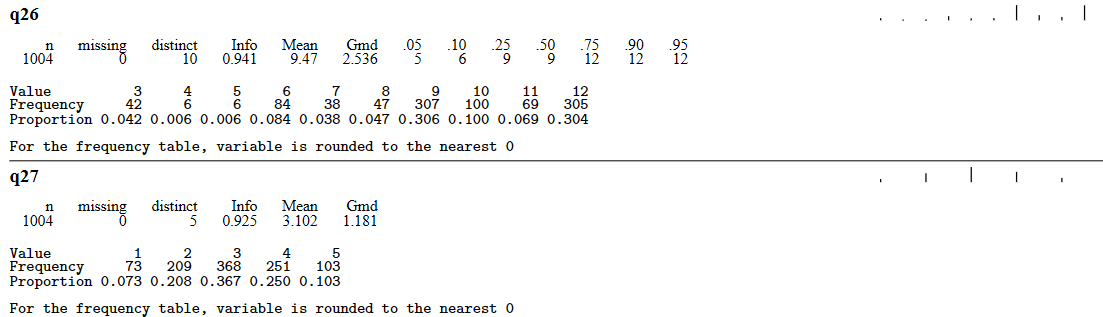 q26
n missing distinct Info Mean Gmd .05 .10 .25 .50 .75 .90 .95
1004 0 10 0.941 9.47 2.536 5 6 9 9 12 12 12
Value 3 4 5 6 7 8 9 10 11 12
Frequency 42 6 6 84 38 47 307 100 69 305
Proportion 0.042 0.006 0.006 0.084 0.038 0.047 0.306 0.100 0.069 0.304
For the frequency table, variable is rounded to the nearest 0
q27
n missing distinct Info Mean Gmd
1004 0 5 0.925 3.102 1.181
Value 1 2 3 4 5
Frequency 73 209 368 251 103
Proportion 0.073 0.208 0.367 0.250 0.103
For the frequency table, variable is rounded to the nearest 0